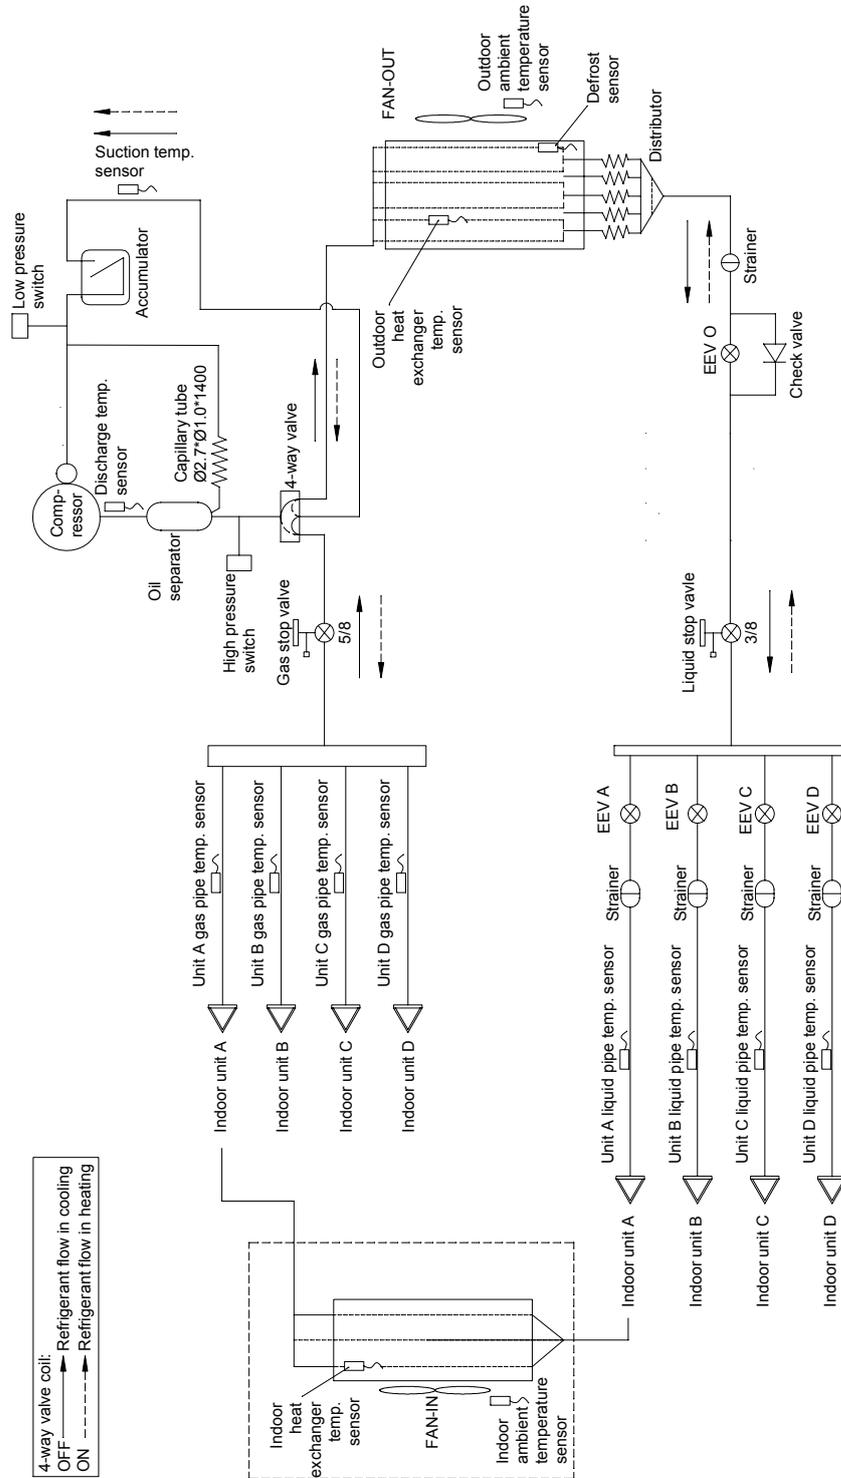 4-way valve coil:
OFF Refrigerant flow in cooling
ON Refrigerant flow in heating
Indoor
heat
exchanger
temp.
sensor
FAN-IN
Indoor
ambient
temperature
sensor
Indoor unit A
Indoor unit B
Indoor unit C
Indoor unit D
Unit A gas pipe temp. sensor
Unit B gas pipe temp. sensor
Unit C gas pipe temp. sensor
Unit D gas pipe temp. sensor
Indoor unit A
Indoor unit B
Indoor unit C
Indoor unit D
Unit A liquid pipe temp. sensor
Unit B liquid pipe temp. sensor
Unit C liquid pipe temp. sensor
Unit D liquid pipe temp. sensor
Strainer
Strainer
Strainer
Strainer
EEV A
EEV B
EEV C
EEV D
Oil
separator
High pressure
switch
Gas stop valve
5/8
Liquid stop vavle
3/8
Comp-
ressor
Discharge temp.
sensor
Capillary tube
Ø2.7*Ø1.0*1400
4-way valve
Low pressure
switch
Accumulator
Suction temp.
sensor
Outdoor
heat
exchanger
temp.
sensor
EEV O
Check valve
Strainer
FAN-OUT
Outdoor
ambient
temperature
sensor
Defrost
sensor
Distributor